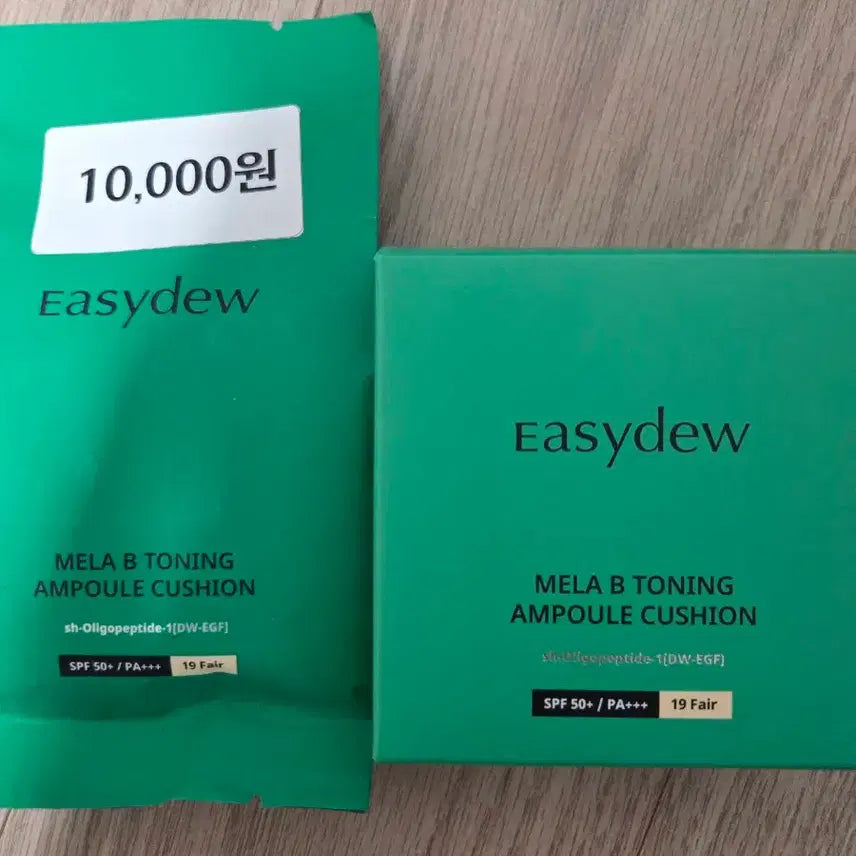 10,000원
Easydew
MELA B TONING
AMPOULE CUSHION
sh-Oligopeptide-1[DW-EGF]
SPF 50+ / PA+++ 19 Fair
Easydew
MELA B TONING
AMPOULE CUSHION
sh-Oligopeptide-1[DW-EGF]
SPF 50+ / PA+++ 19 Fair